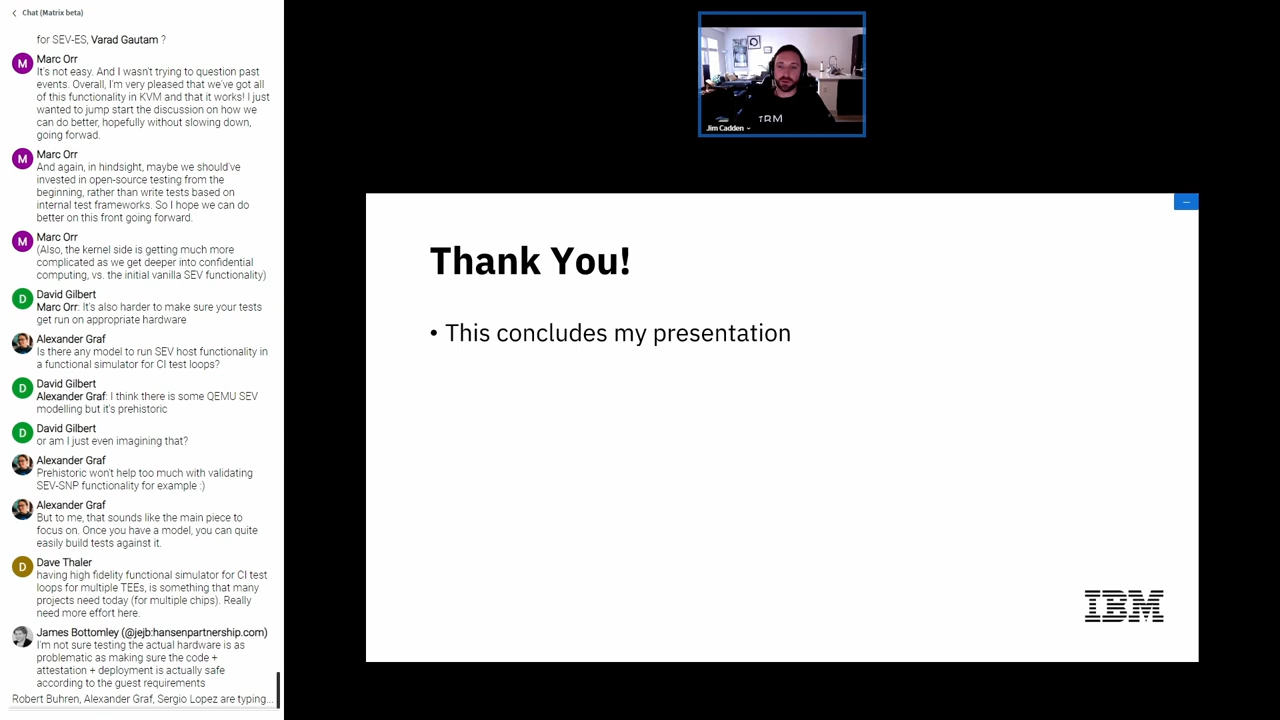 Chat (Matrix beta)
for SEV-ES, Varad Gautam ?
M
Marc Orr
It's not easy. And I wasn't trying to question past
events. Overall, I'm very pleased that we've got all
of this functionality in KVM and that it works! I just
wanted to jump start the discussion on how we
can do better, hopefully without slowing down,
going forwad.
M
Marc Orr
And again, in hindsight, maybe we should've
invested in open-source testing from the
beginning, rather than write tests based on
internal test frameworks. So I hope we can do
better on this front going forward.
M
Marc Orr
(Also, the kernel side is getting much more
complicated as we get deeper into confidential
computing, vs. the initial vanilla SEV functionality)
D
David Gilbert
Marc Orr: It's also harder to make sure your tests
get run on appropriate hardware
Alexander Graf
Is there any model to run SEV host functionality in
a functional simulator for CI test loops?
D
David Gilbert
Alexander Graf: I think there is some QEMU SEV
modelling but it's prehistoric
D
David Gilbert
or am I just even imagining that?
Alexander Graf
Prehistoric won't help too much with validating
SEV-SNP functionality for example :)
Alexander Graf
But to me, that sounds like the main piece to
focus on. Once you have a model, you can quite
easily build tests against it.
D
Dave Thaler
having high fidelity functional simulator for CI test
loops for multiple TEEs, is something that many
projects need today (for multiple chips). Really
need more effort here.
James Bottomley (@jejb:hansenpartnership.com)
I'm not sure testing the actual hardware is as
problematic as making sure the code +
attestation + deployment is actually safe
according to the guest requirements
Robert Buhren, Alexander Graf, Sergio Lopez are typing...
IBM
Jim Cadden
Thank You!
• This concludes my presentation
IBM